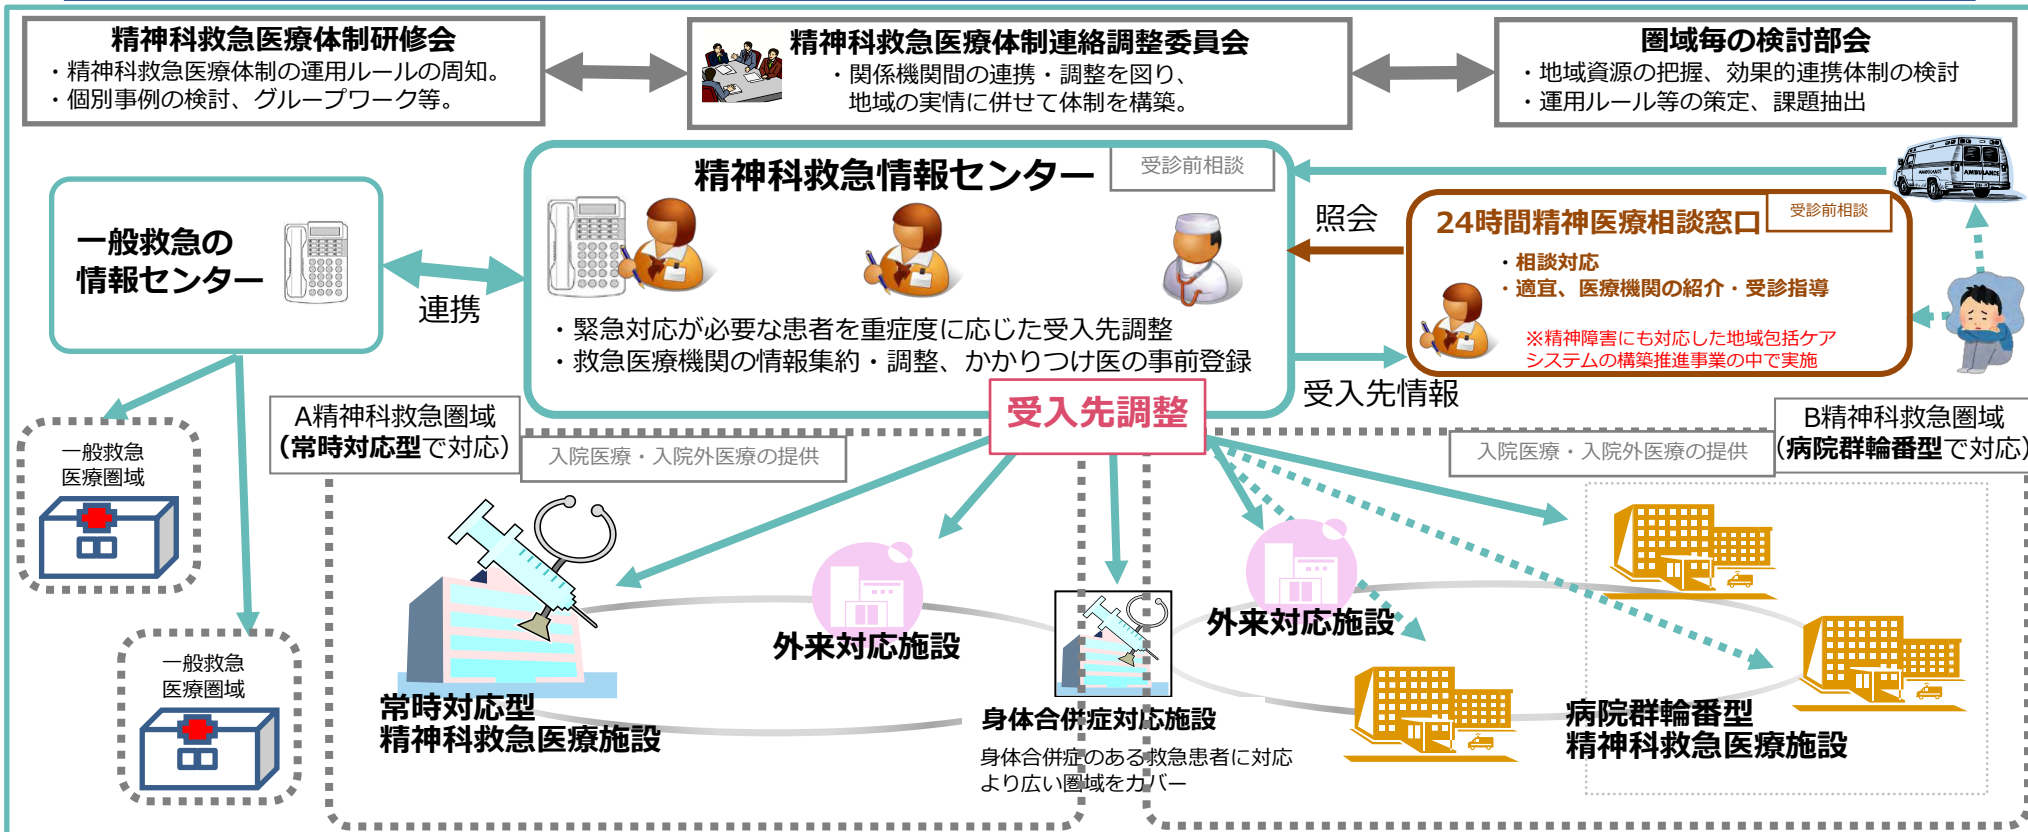 精神科救急医療体制研修会
・精神科救急医療体制の運用ルールの周知。
・個別事例の検討、グループワーク等。
精神科救急医療体制連絡調整委員会
・関係機関間の連携・調整を図り、
地域の実情に併せて体制を構築。
圏域毎の検討部会
・地域資源の把握、効果的連携体制の検討
・運用ルール等の策定、課題抽出
一般救急の
情報センター
連携
精神科救急情報センター
受診前相談
・緊急対応が必要な患者を重症度に応じた受入先調整
・救急医療機関の情報集約・調整、かかりつけ医の事前登録
照会
受入先情報
24時間精神医療相談窓口
受診前相談
・相談対応
・適宜、医療機関の紹介・受診指導
※精神障害にも対応した地域包括ケア
システムの構築推進事業の中で実施
AMBULANCE
AMBULANCE
受入先調整
一般救急
医療圏域
一般救急
医療圏域
A精神科救急圏域
(常時対応型で対応)
入院医療・入院外医療の提供
常時対応型
精神科救急医療施設
外来対応施設
身体合併症対応施設
身体合併症のある救急患者に対応
より広い圏域をカバー
B精神科救急圏域
(病院群輪番型で対応)
入院医療・入院外医療の提供
外来対応施設
病院群輪番型
精神科救急医療施設